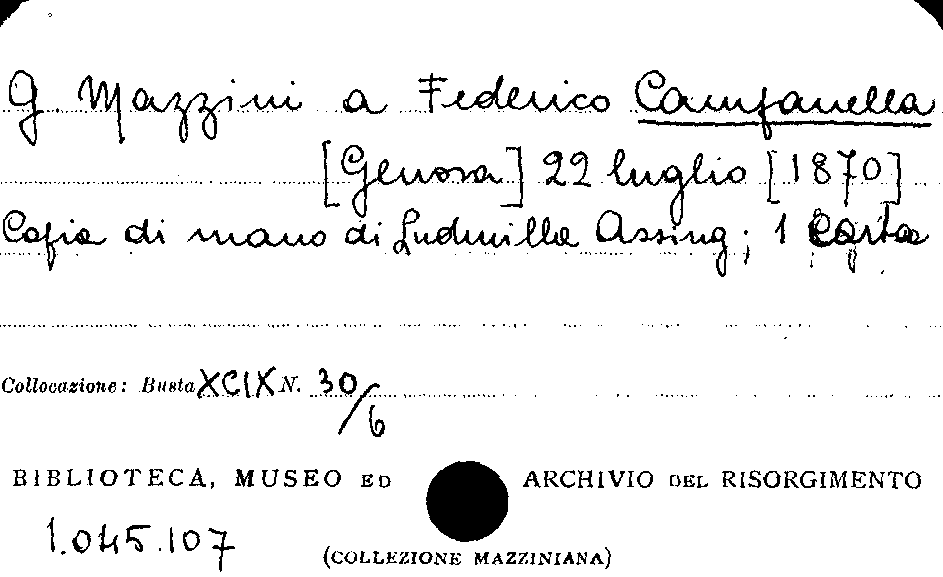 G. Mazzini a Federico Campanella
[Genova] 22 luglio [1870]
Copia di mano di Ludmilla Assing; 1 carta
Collocazione: Busta XCIX N. 30/6
BIBLIOTECA, MUSEO ED ARCHIVIO DEL RISORGIMENTO
1.045.107
(COLLEZIONE MAZZINIANA)